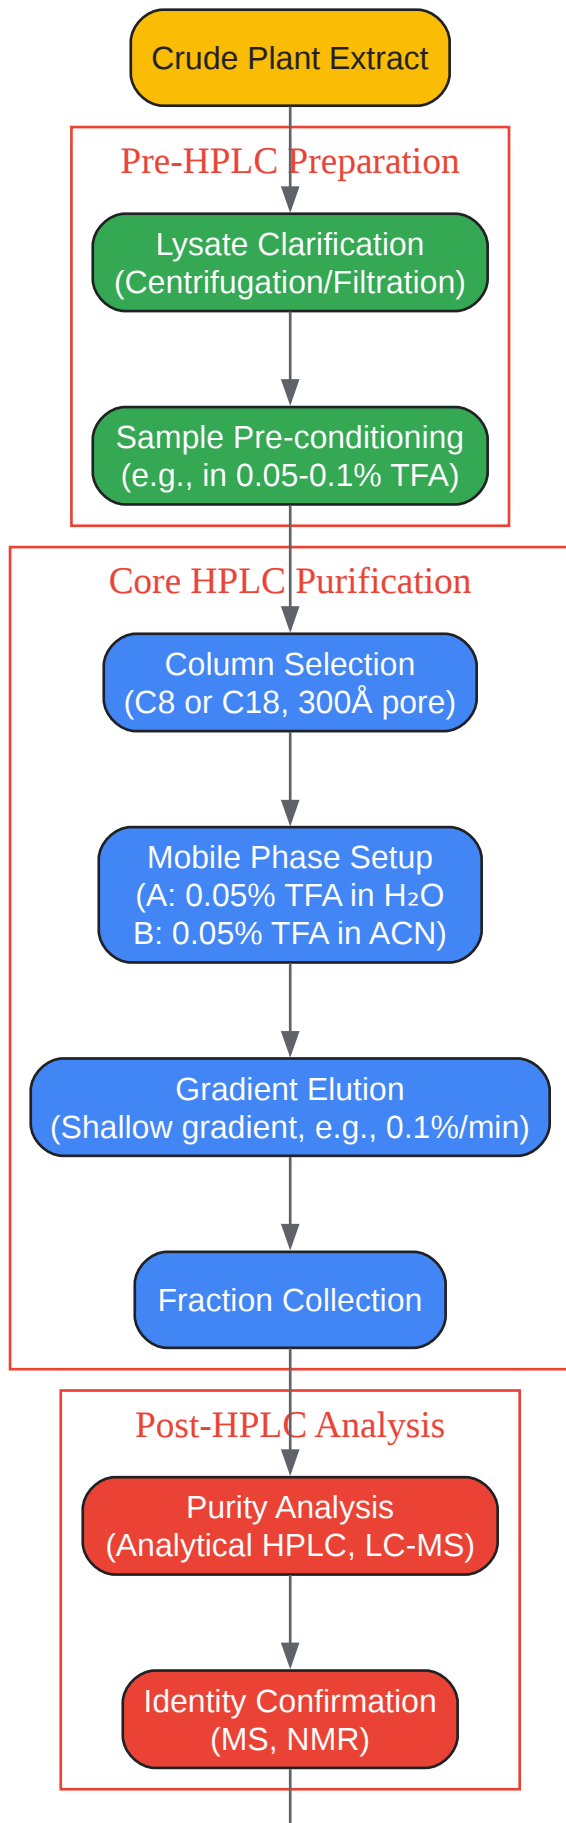 Crude Plant Extract
Pre-HPLC Preparation
Lysate Clarification
(Centrifugation/Filtration)
Sample Pre-conditioning
(e.g., in 0.05-0.1% TFA)
Core HPLC Purification
Column Selection
(C8 or C18, 300Å pore)
Mobile Phase Setup
(A: 0.05% TFA in H₂O
B: 0.05% TFA in ACN)
Gradient Elution
(Shallow gradient, e.g., 0.1%/min)
Fraction Collection
Post-HPLC Analysis
Purity Analysis
(Analytical HPLC, LC-MS)
Identity Confirmation
(MS, NMR)